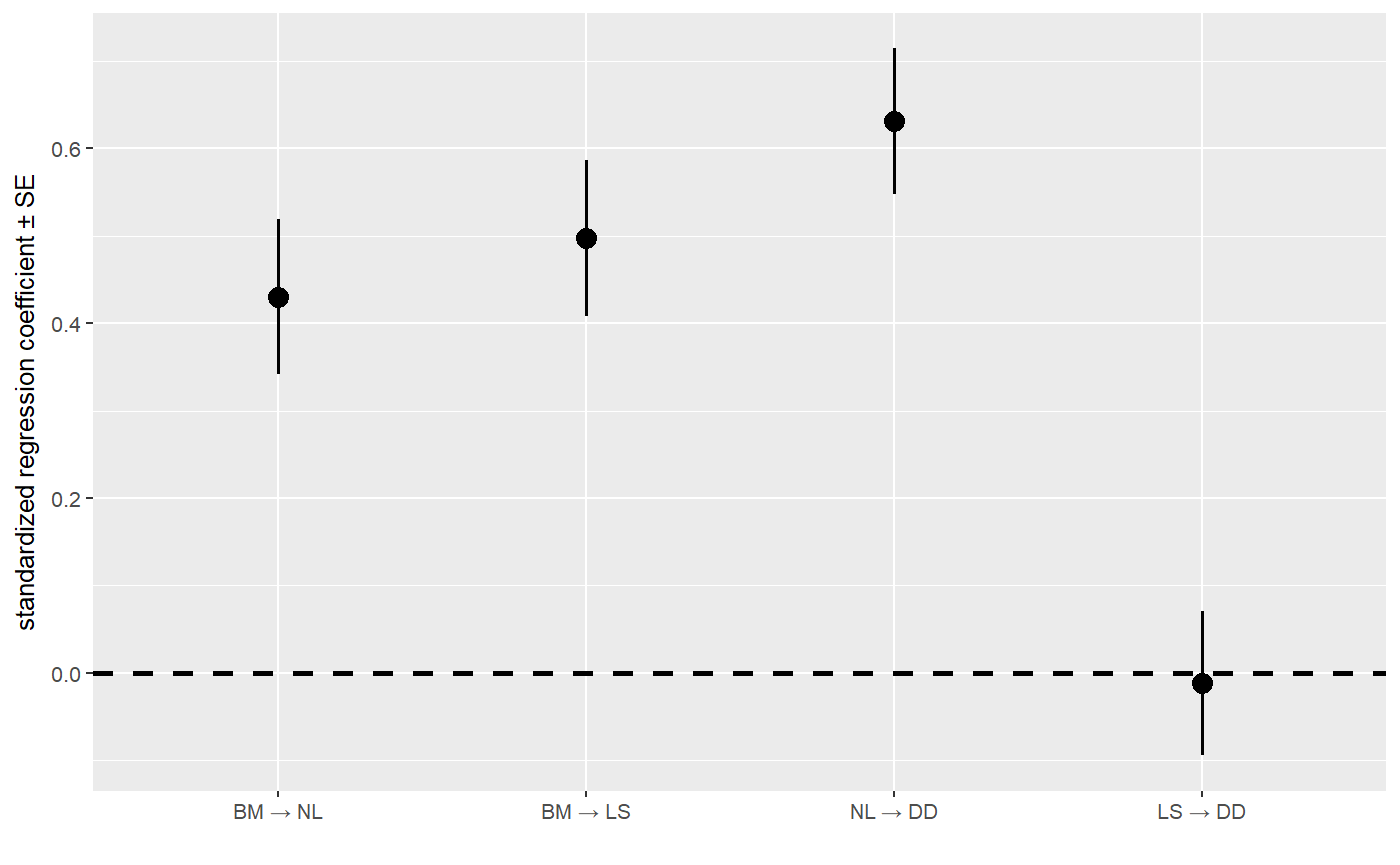 standardized regression coefficient ± SE
0.6
0.4
0.2
0.0
BM → NL
BM → LS
NL → DD
LS → DD